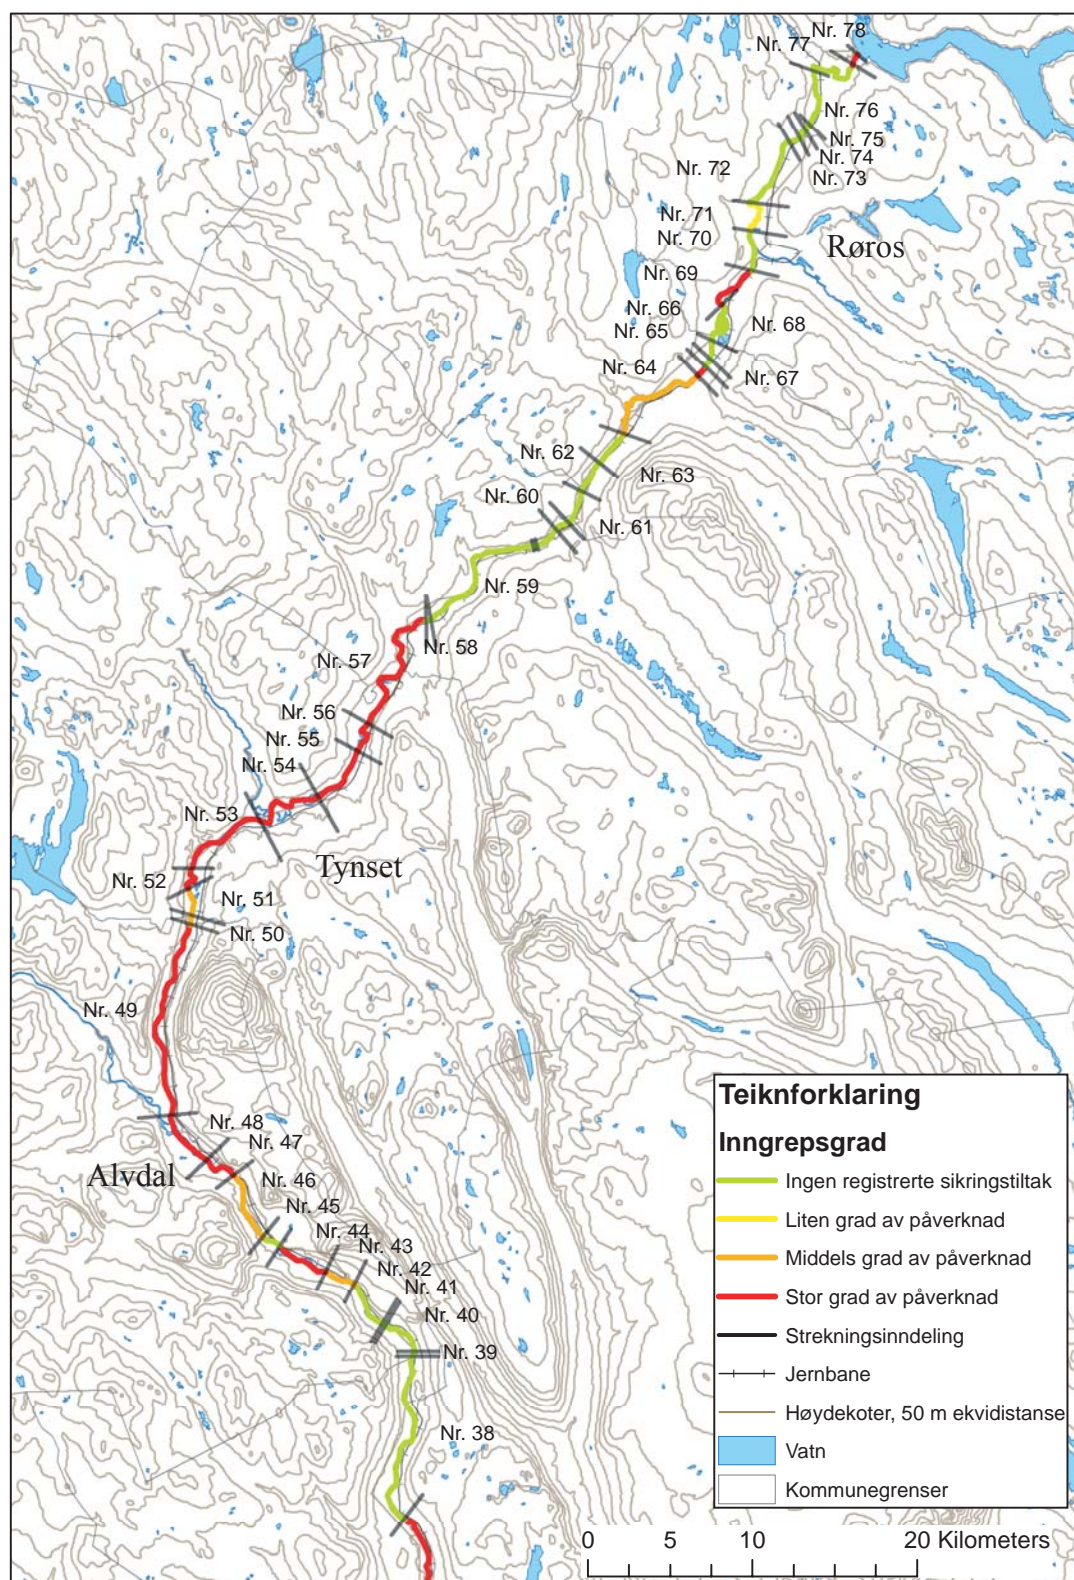 Nr. 78
Nr. 77
Nr. 76
Nr. 75
Nr. 74
Nr. 73
Nr. 72
Nr. 71
Nr. 70
Røros
Nr. 69
Nr. 66
Nr. 68
Nr. 65
Nr. 64
Nr. 67
Nr. 62
Nr. 63
Nr. 60
Nr. 61
Nr. 59
Nr. 58
Nr. 57
Nr. 56
Nr. 55
Nr. 54
Nr. 53
Tynset
Nr. 52
Nr. 51
Nr. 50
Nr. 49
Nr. 48
Nr. 47
Alvdal
Nr. 46
Nr. 45
Nr. 44
Nr. 43
Nr. 42
Nr. 41
Nr. 40
Nr. 39
Nr. 38
Teiknforklaring
Inngrepsgrad
Ingen registrerte sikringstiltak
Liten grad av påverknad
Middels grad av påverknad
Stor grad av påverknad
Strekningsinndeling
Jernbane
Høydekoter, 50 m ekvidistanse
Vatn
Kommunegrenser
0 5 10 20 Kilometers